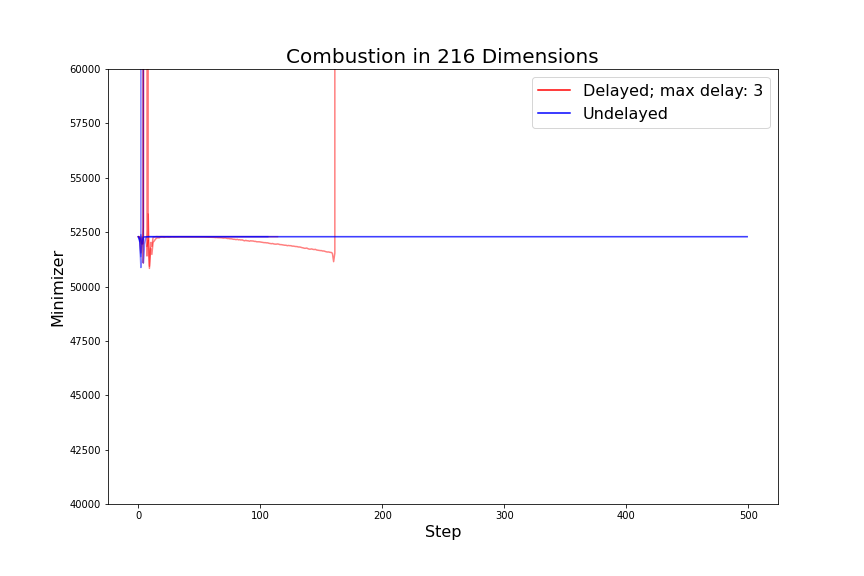 Combustion in 216 Dimensions
60000
57500
55000
52500
50000
47500
45000
42500
40000
Minimizer
Delayed; max delay: 3
Undelayed
0 100 200 300 400 500
Step